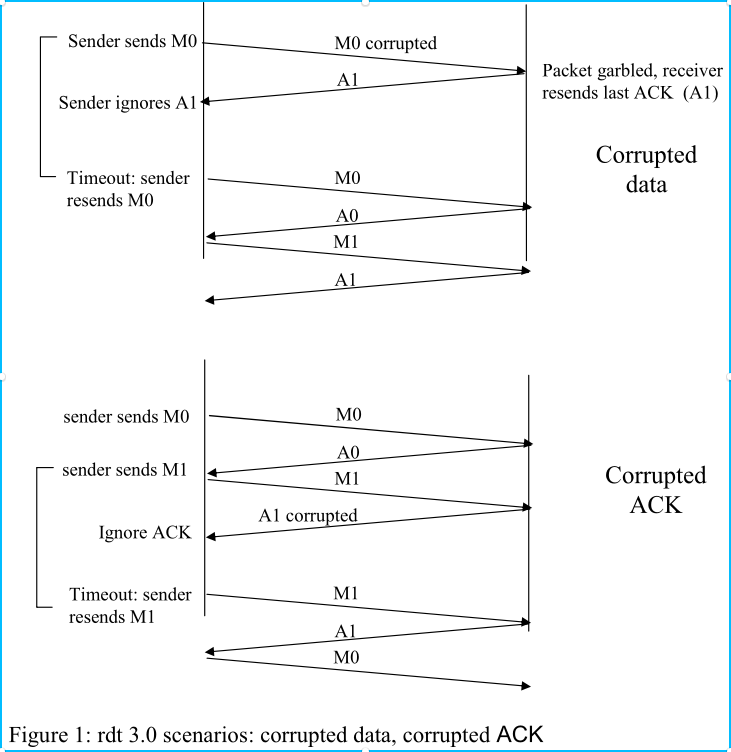 Sender sends M0
M0 corrupted
Packet garbled, receiver
resends last ACK (A1)
A1
Sender ignores A1
Corrupted
data
Timeout: sender
resends M0
M0
A0
M1
A1
sender sends M0
M0
A0
sender sends M1
M1
Corrupted
ACK
A1 corrupted
Ignore ACK
Timeout: sender
resends M1
M1
A1
M0
Figure 1: rdt 3.0 scenarios: corrupted data, corrupted ACK